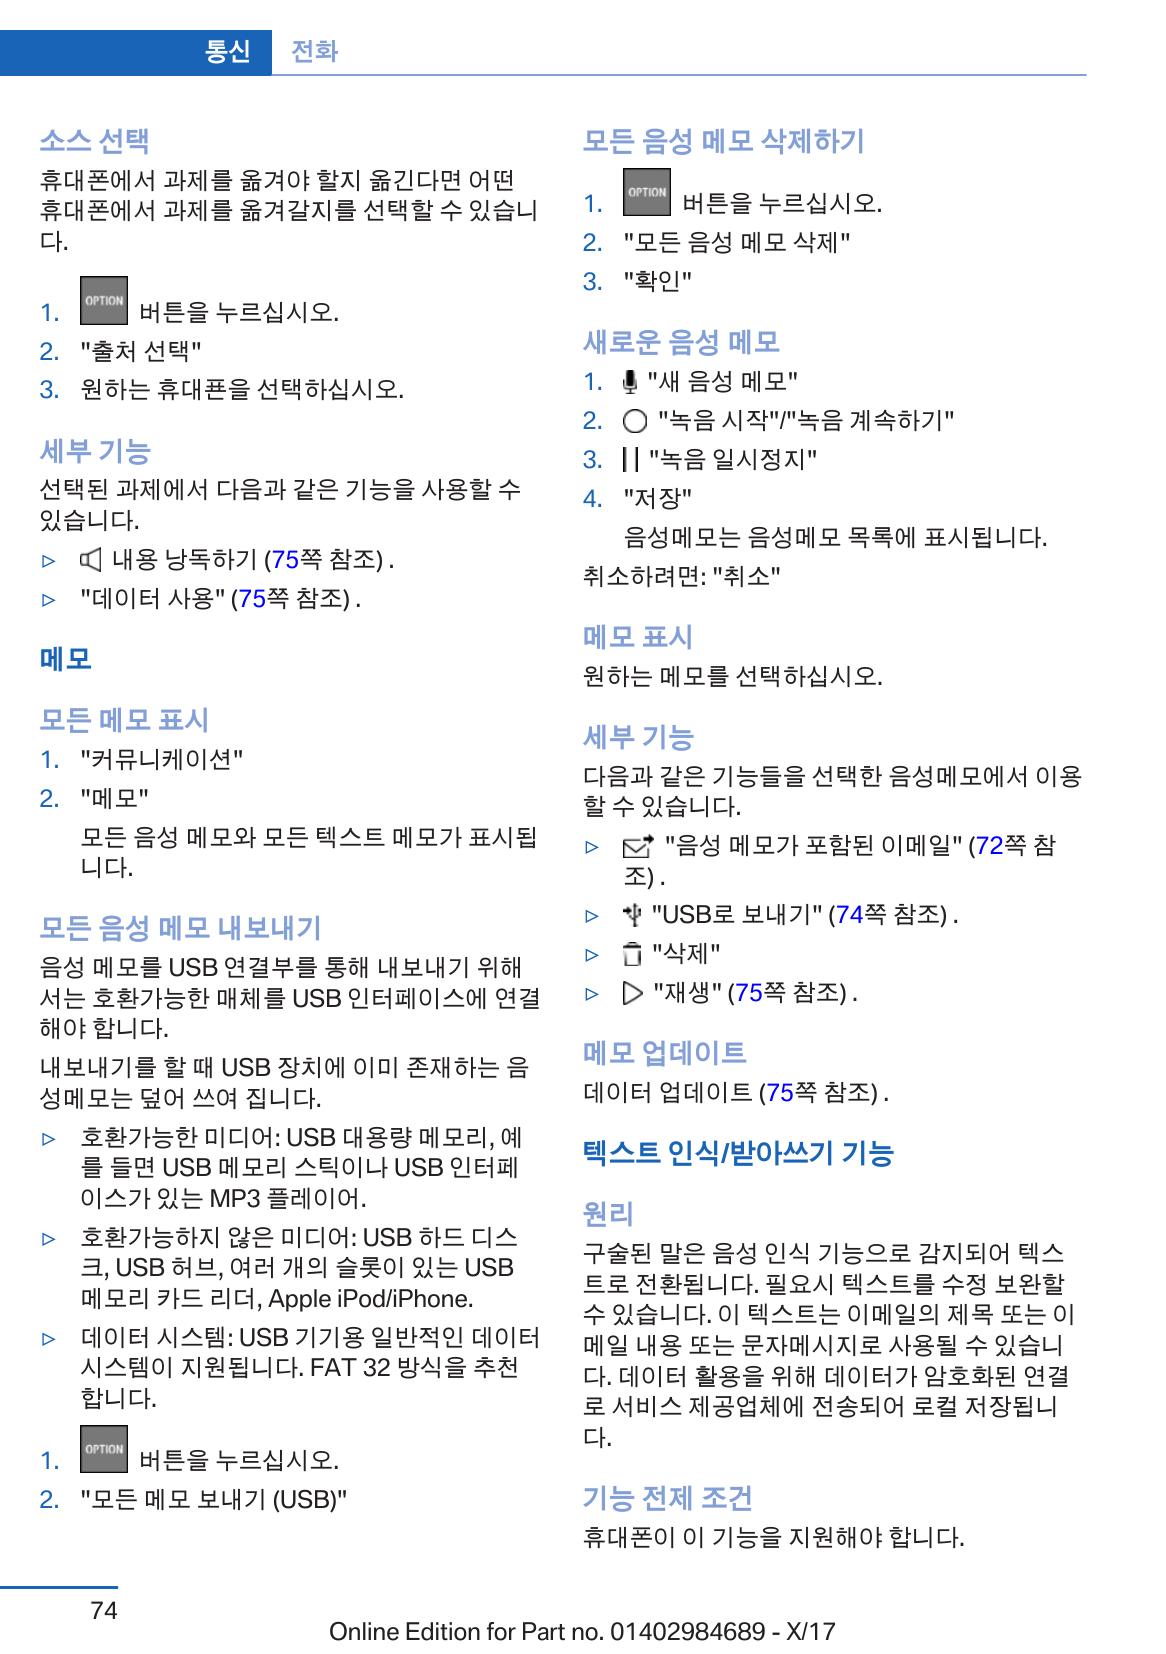 통신 전화
소스 선택
휴대폰에서 과제를 옮겨야 할지 옮긴다면 어떤
휴대폰에서 과제를 옮겨갈지를 선택할 수 있습니
다.
1. OPTION 버튼을 누르십시오.
2. "출처 선택"
3. 원하는 휴대푠을 선택하십시오.
세부 기능
선택된 과제에서 다음과 같은 기능을 사용할 수
있습니다.
▷ 내용 낭독하기 (75쪽 참조) .
▷ "데이터 사용" (75쪽 참조) .
메모
모든 메모 표시
1. "커뮤니케이션"
2. "메모"
모든 음성 메모와 모든 텍스트 메모가 표시됩
니다.
모든 음성 메모 내보내기
음성 메모를 USB 연결부를 통해 내보내기 위해
서는 호환가능한 매체를 USB 인터페이스에 연결
해야 합니다.
내보내기를 할 때 USB 장치에 이미 존재하는 음
성메모는 덮어 쓰여 집니다.
▷ 호환가능한 미디어: USB 대용량 메모리, 예
를 들면 USB 메모리 스틱이나 USB 인터페
이스가 있는 MP3 플레이어.
▷ 호환가능하지 않은 미디어: USB 하드 디스
크, USB 허브, 여러 개의 슬롯이 있는 USB
메모리 카드 리더, Apple iPod/iPhone.
▷ 데이터 시스템: USB 기기용 일반적인 데이터
시스템이 지원됩니다. FAT 32 방식을 추천
합니다.
1. OPTION 버튼을 누르십시오.
2. "모든 메모 보내기 (USB)"
모든 음성 메모 삭제하기
1. OPTION 버튼을 누르십시오.
2. "모든 음성 메모 삭제"
3. "확인"
새로운 음성 메모
1. "새 음성 메모"
2. "녹음 시작"/"녹음 계속하기"
3. "녹음 일시정지"
4. "저장"
음성메모는 음성메모 목록에 표시됩니다.
취소하려면: "취소"
메모 표시
원하는 메모를 선택하십시오.
세부 기능
다음과 같은 기능들을 선택한 음성메모에서 이용
할 수 있습니다.
▷ "음성 메모가 포함된 이메일" (72쪽 참
조) .
▷ "USB로 보내기" (74쪽 참조) .
▷ "삭제"
▷ "재생" (75쪽 참조) .
메모 업데이트
데이터 업데이트 (75쪽 참조) .
텍스트 인식/받아쓰기 기능
원리
구술된 말은 음성 인식 기능으로 감지되어 텍스
트로 전환됩니다. 필요시 텍스트를 수정 보완할
수 있습니다. 이 텍스트는 이메일의 제목 또는 이
메일 내용 또는 문자메시지로 사용될 수 있습니
다. 데이터 활용을 위해 데이터가 암호화된 연결
로 서비스 제공업체에 전송되어 로컬 저장됩니
다.
기능 전제 조건
휴대폰이 이 기능을 지원해야 합니다.
74
Online Edition for Part no. 01402984689 - X/17